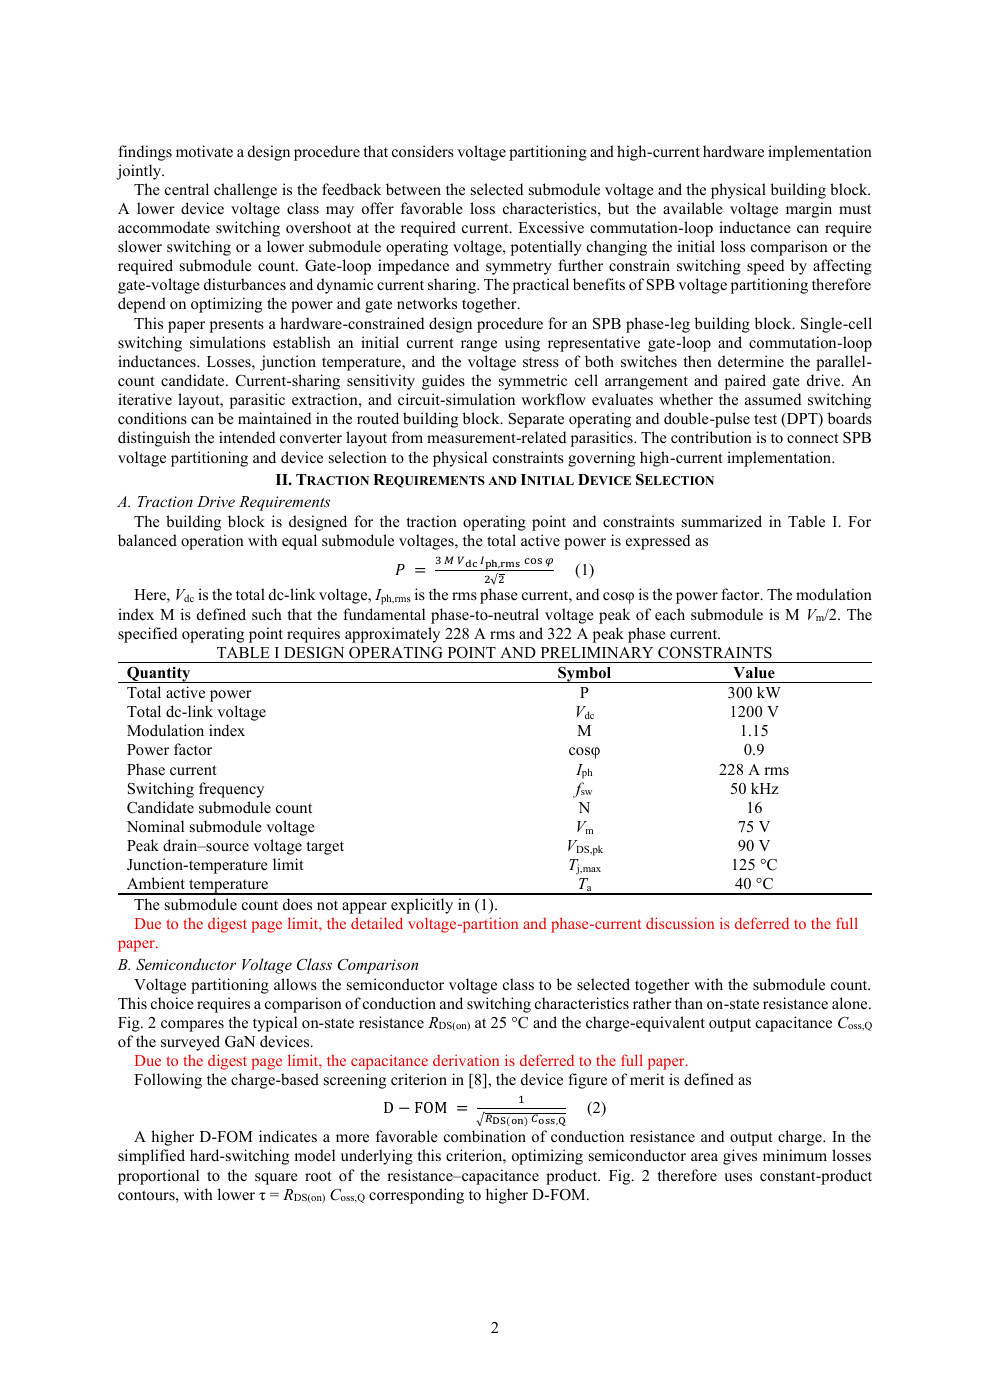 findings motivate a design procedure that considers voltage partitioning and high-current hardware implementation
jointly.
The central challenge is the feedback between the selected submodule voltage and the physical building block.
A lower device voltage class may offer favorable loss characteristics, but the available voltage margin must
accommodate switching overshoot at the required current. Excessive commutation-loop inductance can require
slower switching or a lower submodule operating voltage, potentially changing the initial loss comparison or the
required submodule count. Gate-loop impedance and symmetry further constrain switching speed by affecting
gate-voltage disturbances and dynamic current sharing. The practical benefits of SPB voltage partitioning therefore
depend on optimizing the power and gate networks together.
This paper presents a hardware-constrained design procedure for an SPB phase-leg building block. Single-cell
switching simulations establish an initial current range using representative gate-loop and commutation-loop
inductances. Losses, junction temperature, and the voltage stress of both switches then determine the parallel-
count candidate. Current-sharing sensitivity guides the symmetric cell arrangement and paired gate drive. An
iterative layout, parasitic extraction, and circuit-simulation workflow evaluates whether the assumed switching
conditions can be maintained in the routed building block. Separate operating and double-pulse test (DPT) boards
distinguish the intended converter layout from measurement-related parasitics. The contribution is to connect SPB
voltage partitioning and device selection to the physical constraints governing high-current implementation.
II. TRACTION REQUIREMENTS AND INITIAL DEVICE SELECTION
A. Traction Drive Requirements
The building block is designed for the traction operating point and constraints summarized in Table I. For
balanced operation with equal submodule voltages, the total active power is expressed as
P = 3 M Vdc Iph,rms cos φ / 2√2 (1)
Here, Vdc is the total dc-link voltage, Iph,rms is the rms phase current, and cosφ is the power factor. The modulation
index M is defined such that the fundamental phase-to-neutral voltage peak of each submodule is M Vm/2. The
specified operating point requires approximately 228 A rms and 322 A peak phase current.
TABLE I DESIGN OPERATING POINT AND PRELIMINARY CONSTRAINTS
Quantity Symbol Value
Total active power P 300 kW
Total dc-link voltage Vdc 1200 V
Modulation index M 1.15
Power factor cosφ 0.9
Phase current Iph 228 A rms
Switching frequency fsw 50 kHz
Candidate submodule count N 16
Nominal submodule voltage Vm 75 V
Peak drain–source voltage target VDS,pk 90 V
Junction-temperature limit Tj,max 125 °C
Ambient temperature Ta 40 °C
The submodule count does not appear explicitly in (1).
Due to the digest page limit, the detailed voltage-partition and phase-current discussion is deferred to the full
paper.
B. Semiconductor Voltage Class Comparison
Voltage partitioning allows the semiconductor voltage class to be selected together with the submodule count.
This choice requires a comparison of conduction and switching characteristics rather than on-state resistance alone.
Fig. 2 compares the typical on-state resistance RDS(on) at 25 °C and the charge-equivalent output capacitance Coss,Q
of the surveyed GaN devices.
Due to the digest page limit, the capacitance derivation is deferred to the full paper.
Following the charge-based screening criterion in [8], the device figure of merit is defined as
D − FOM = 1 / √RDS(on) Coss,Q (2)
A higher D-FOM indicates a more favorable combination of conduction resistance and output charge. In the
simplified hard-switching model underlying this criterion, optimizing semiconductor area gives minimum losses
proportional to the square root of the resistance–capacitance product. Fig. 2 therefore uses constant-product
contours, with lower τ = RDS(on) Coss,Q corresponding to higher D-FOM.
2